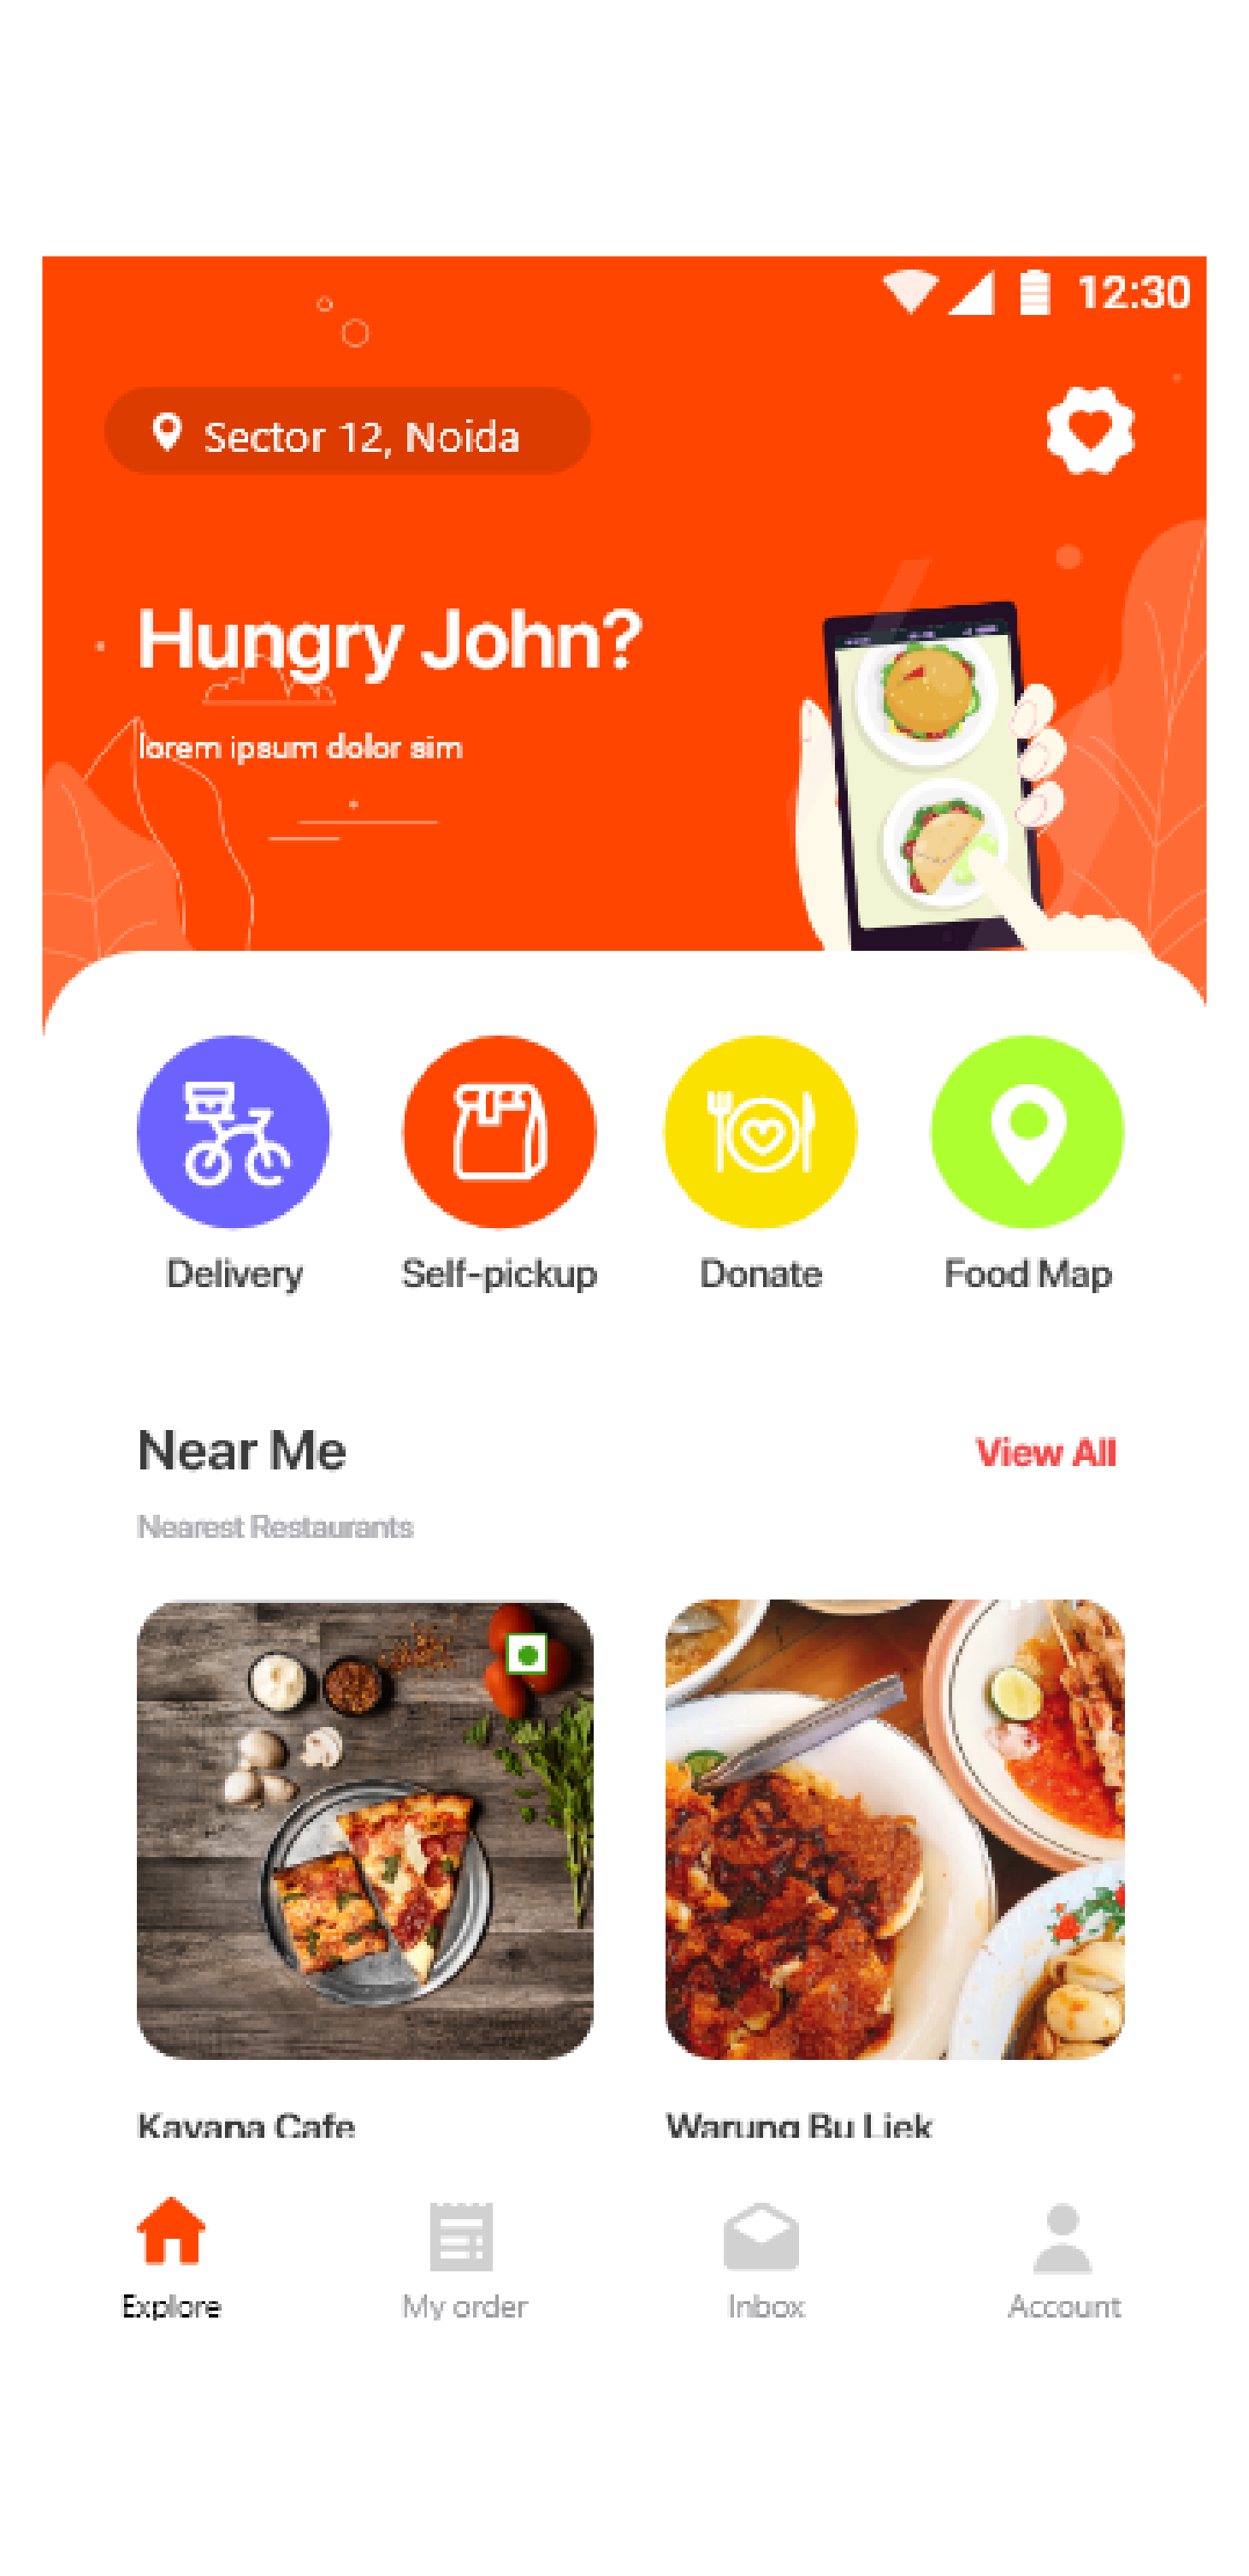 12:30
Sector 12, Noida
Hungry John?
lorem ipsum dolor sim
Delivery
Self-pickup
Donate
Food Map
Near Me
View All
Nearest Restaurants
Kavana Cafe
Warung Bu Liek
Explore
My order
Inbox
Account